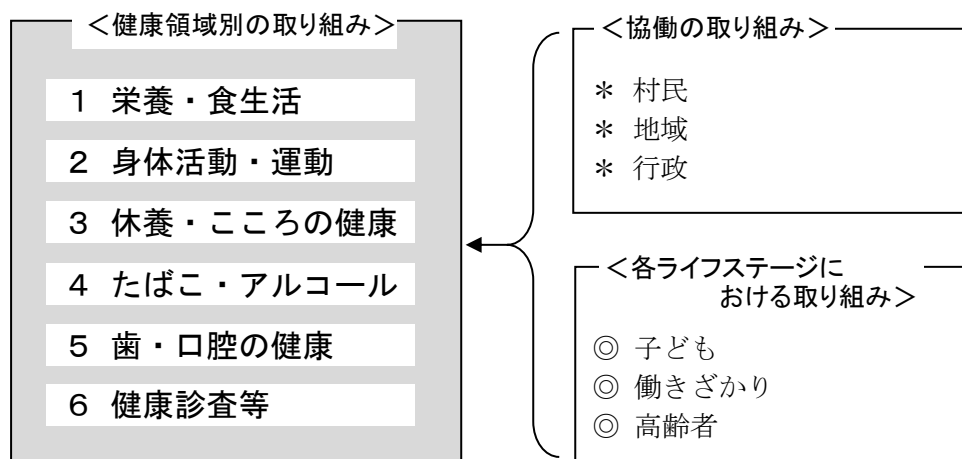 ＜健康領域別の取り組み＞
１ 栄養・食生活
２ 身体活動・運動
３ 休養・こころの健康
４ たばこ・アルコール
５ 歯・口腔の健康
６ 健康診査等
＜協働の取り組み＞
＊ 村民
＊ 地域
＊ 行政
＜各ライフステージに
おける取り組み＞
◎ 子ども
◎ 働きざかり
◎ 高齢者